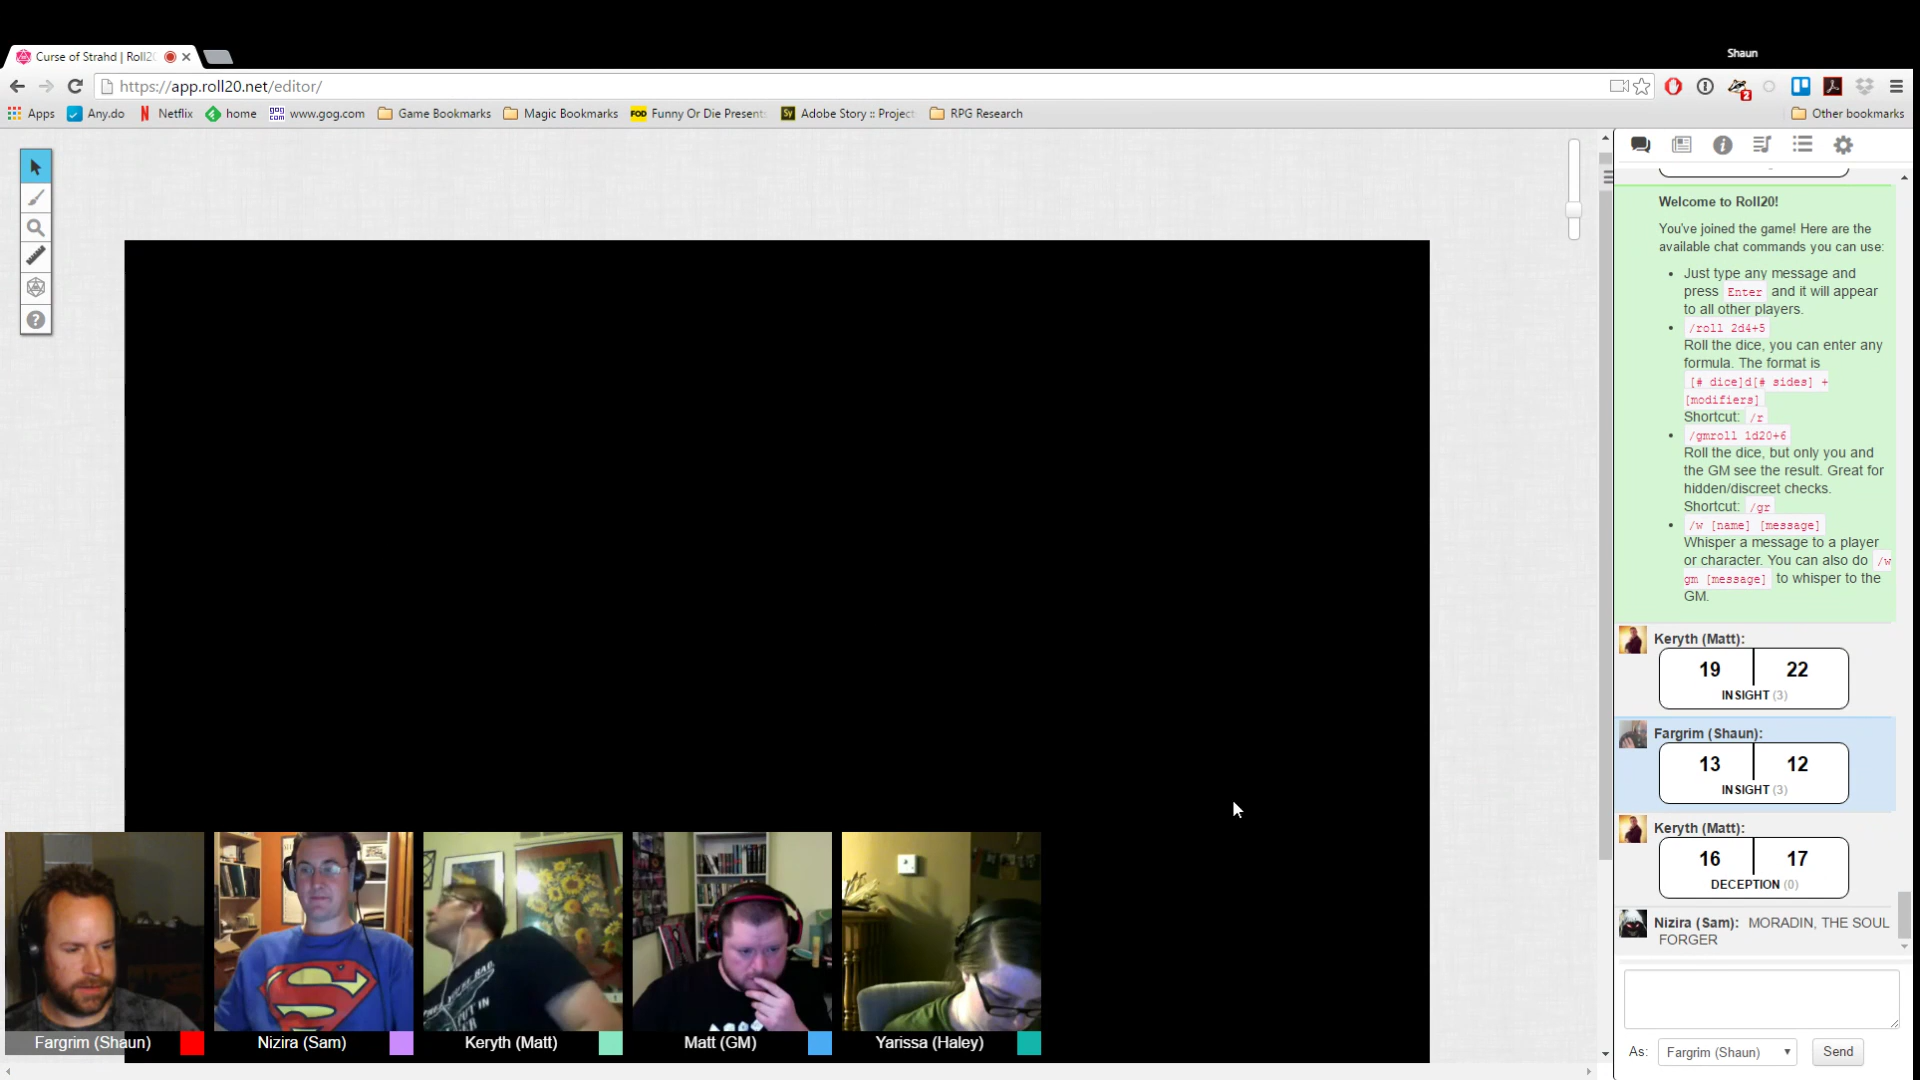 Shaun
Curse of Strahd | Roll20
https://app.roll20.net/editor/
Apps Any.do Netflix home www.gog.com Game Bookmarks Magic Bookmarks FOD Funny Or Die Present Sy Adobe Story :: Project RPG Research Other bookmarks
2
Welcome to Roll20!
You've joined the game! Here are the
available chat commands you can use:
• Just type any message and
press Enter and it will appear
to all other players.
• /roll 2d4+5
Roll the dice, you can enter any
formula. The format is
[# dice]d[# sides] +
[modifiers]
Shortcut: /r
• /gmroll 1d20+6
Roll the dice, but only you and
the GM see the result. Great for
hidden/discreet checks.
Shortcut: /gr
• /w [name] [message]
Whisper a message to a player
or character. You can also do /w
gm [message] to whisper to the
GM.
Keryth (Matt):
19 22
INSIGHT (3)
Fargrim (Shaun):
13 12
INSIGHT (3)
Keryth (Matt):
16 17
DECEPTION (0)
Nizira (Sam): MORADIN, THE SOUL
FORGER
As: Fargrim (Shaun) Send
Fargrim (Shaun)
Nizira (Sam)
Keryth (Matt)
Matt (GM)
Yarissa (Haley)